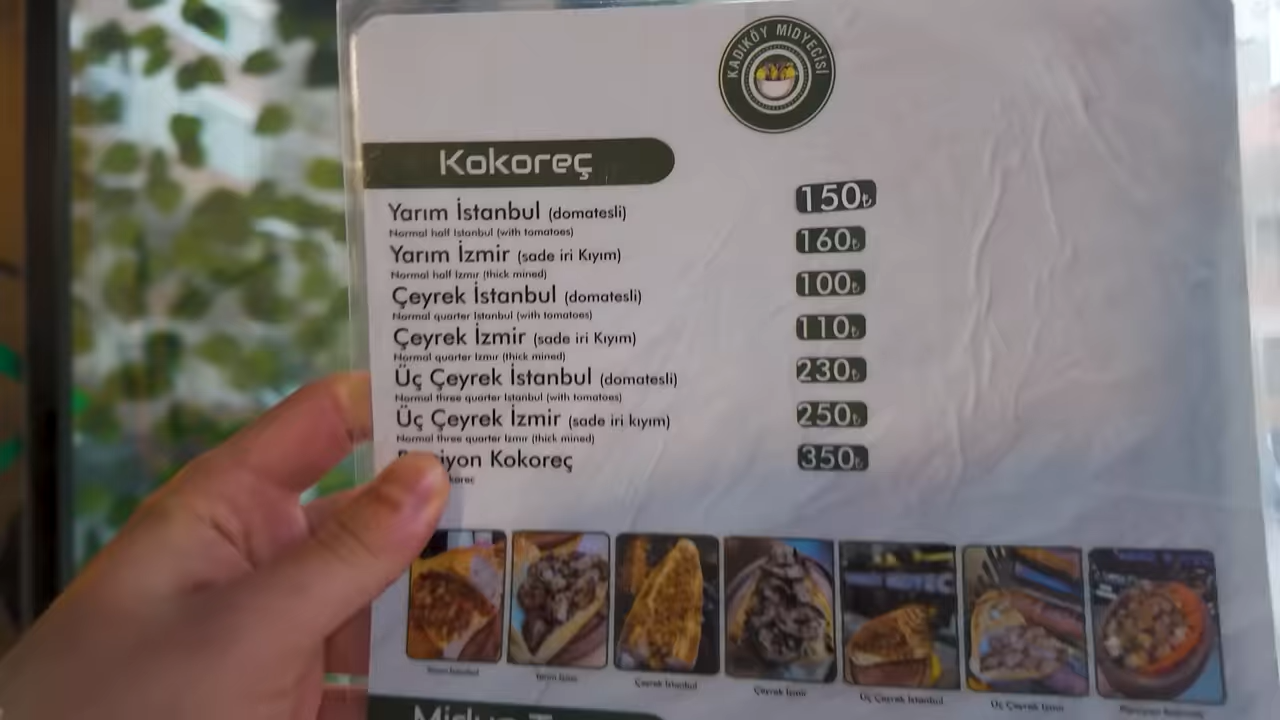 KADIKÖY MİDYECİSİ
Kokoreç
Yarım İstanbul (domatesli) 150₺
Normal half Istanbul (with tomatoes)
Yarım İzmir (sade iri Kıyım) 160₺
Normal half Izmir (thick mined)
Çeyrek İstanbul (domatesli) 100₺
Normal quarter Istanbul (with tomatoes)
Çeyrek İzmir (sade iri Kıyım) 110₺
Normal quarter Izmir (thick mined)
Üç Çeyrek İstanbul (domatesli) 230₺
Normal three quarter Istanbul (with tomatoes)
Üç Çeyrek İzmir (sade iri kıyım) 250₺
Normal three quarter Izmir (thick mined)
Kokoreç 350₺
Yarım İstanbul
Yarım İzmir
Çeyrek İstanbul
Çeyrek İzmir
Üç Çeyrek İstanbul
Üç Çeyrek İzmir